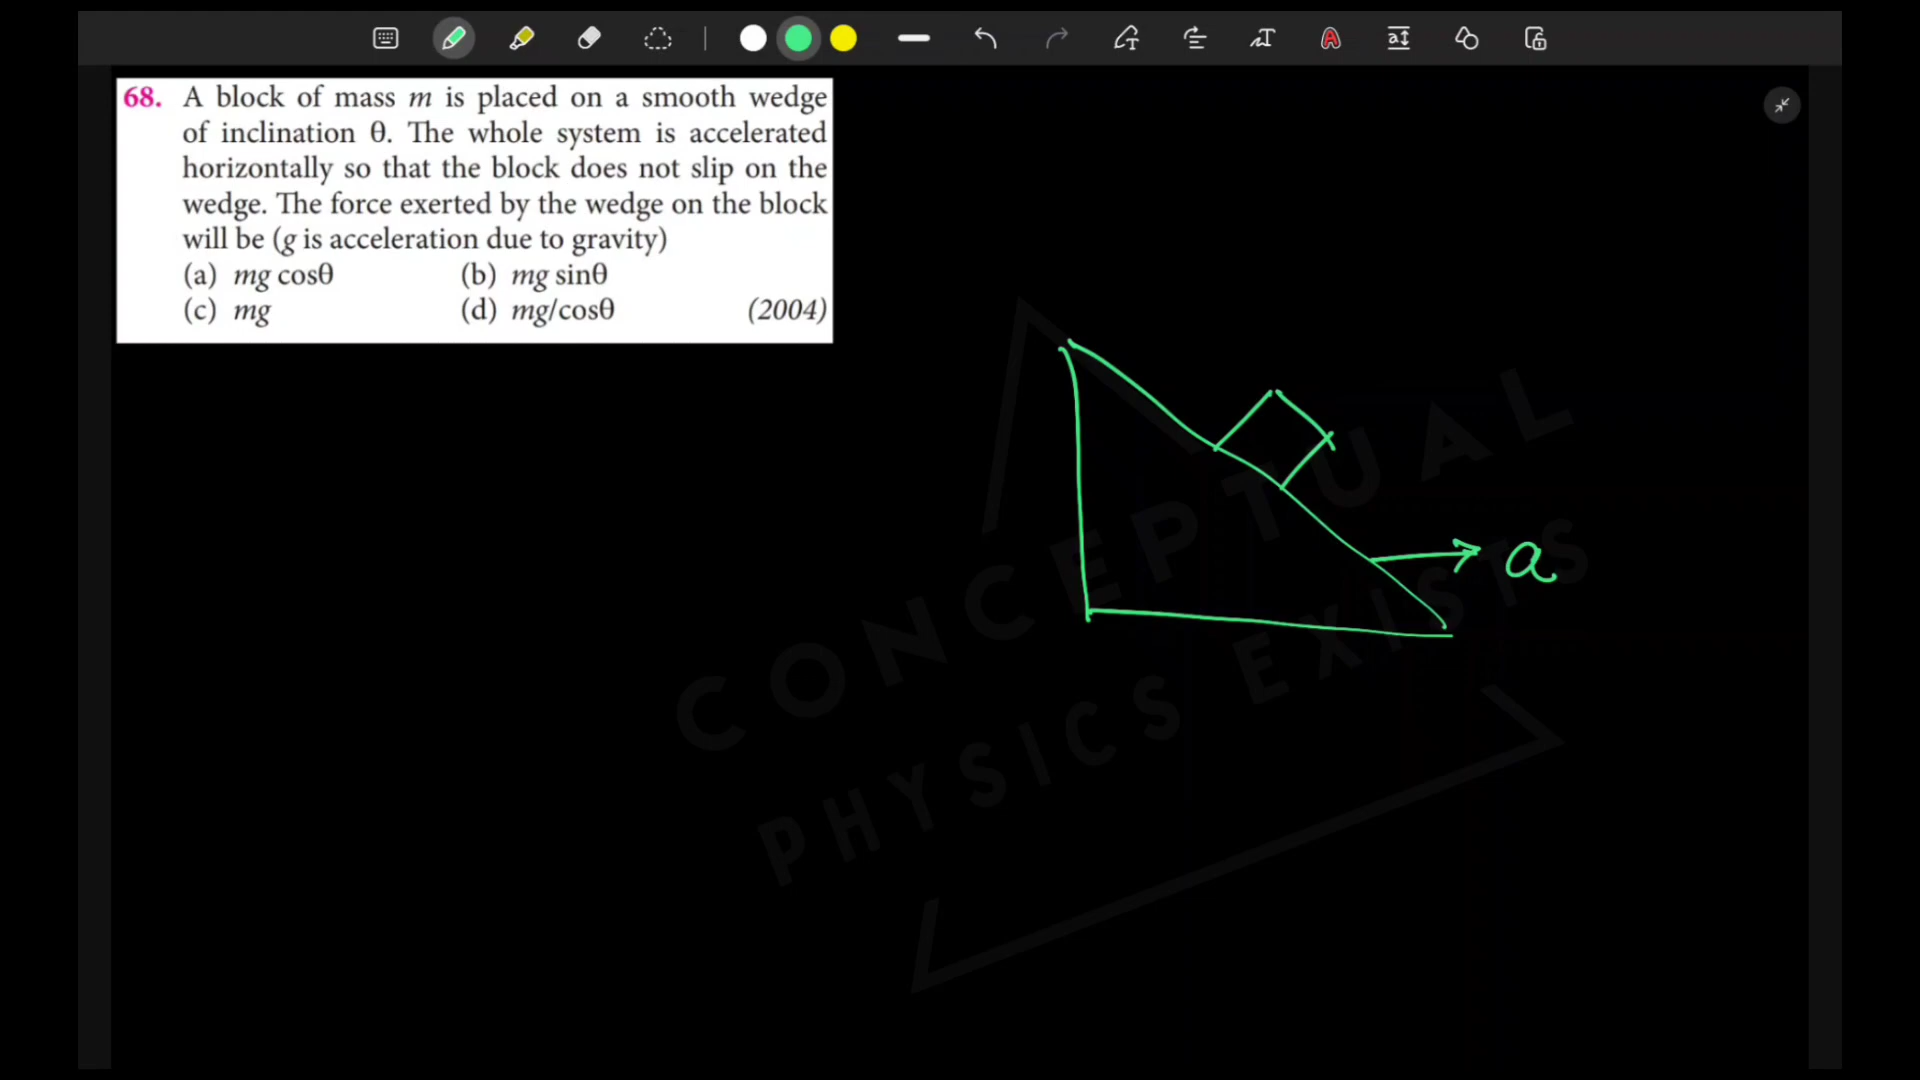 68. A block of mass m is placed on a smooth wedge
of inclination θ. The whole system is accelerated
horizontally so that the block does not slip on the
wedge. The force exerted by the wedge on the block
will be (g is acceleration due to gravity)
(a) mg cosθ (b) mg sinθ
(c) mg (d) mg/cosθ (2004)
a
CONCEPTUAL
PHYSICS EXISTS